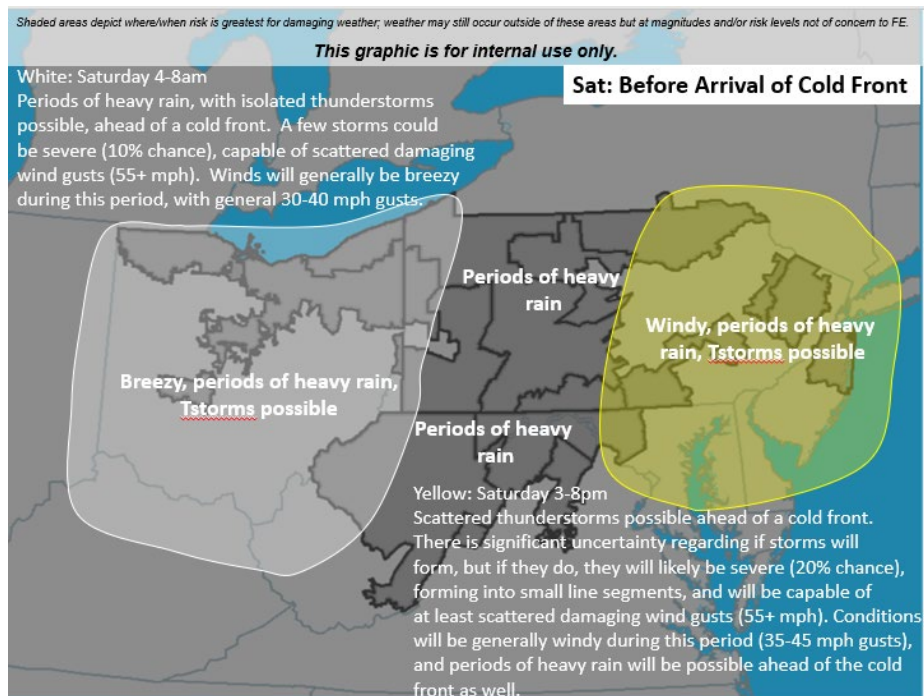 Shaded areas depict where/when risk is greatest for damaging weather; weather may still occur outside of these areas but at magnitudes and/or risk levels not of concern to FE.
This graphic is for internal use only.
White: Saturday 4-8am
Periods of heavy rain, with isolated thunderstorms
possible, ahead of a cold front.  A few storms could
be severe (10% chance), capable of scattered damaging
wind gusts (55+ mph).  Winds will generally be breezy
during this period, with general 30-40 mph gusts.
Sat: Before Arrival of Cold Front
Periods of heavy
rain
Windy, periods of heavy
rain, Tstorms possible
Breezy, periods of heavy rain,
Tstorms possible
Periods of heavy
rain
Yellow: Saturday 3-8pm
Scattered thunderstorms possible ahead of a cold front.
There is significant uncertainty regarding if storms will
form, but if they do, they will likely be severe (20% chance),
forming into small line segments, and will be capable of
at least scattered damaging wind gusts (55+ mph). Conditions
will be generally windy during this period (35-45 mph gusts),
and periods of heavy rain will be possible ahead of the cold
front as well.